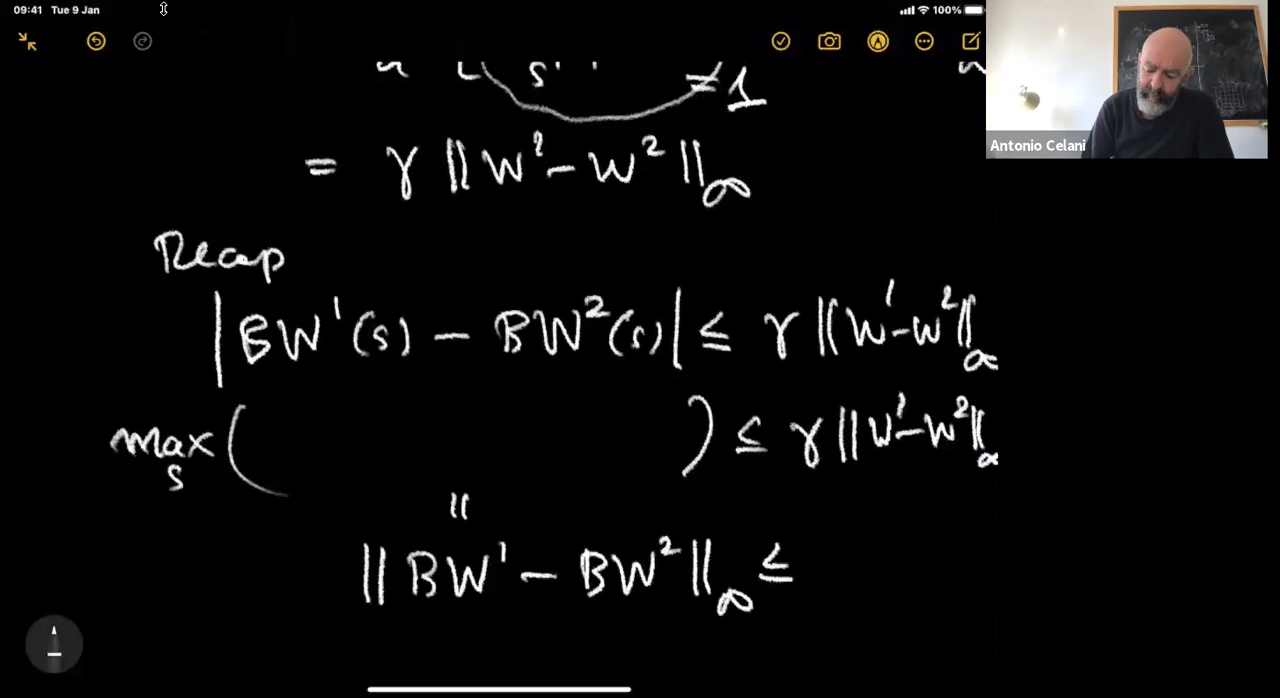 09:41 Tue 9 Jan
100%
Antonio Celani
s'
≠1
= γ ‖W¹ - W²‖∞
Recap
|BW¹(s) - BW²(s)| ≤ γ ‖W¹-W²‖∞
max ( ) ≤ γ ‖W¹-W²‖∞
s
=
‖BW¹ - BW²‖∞ ≤